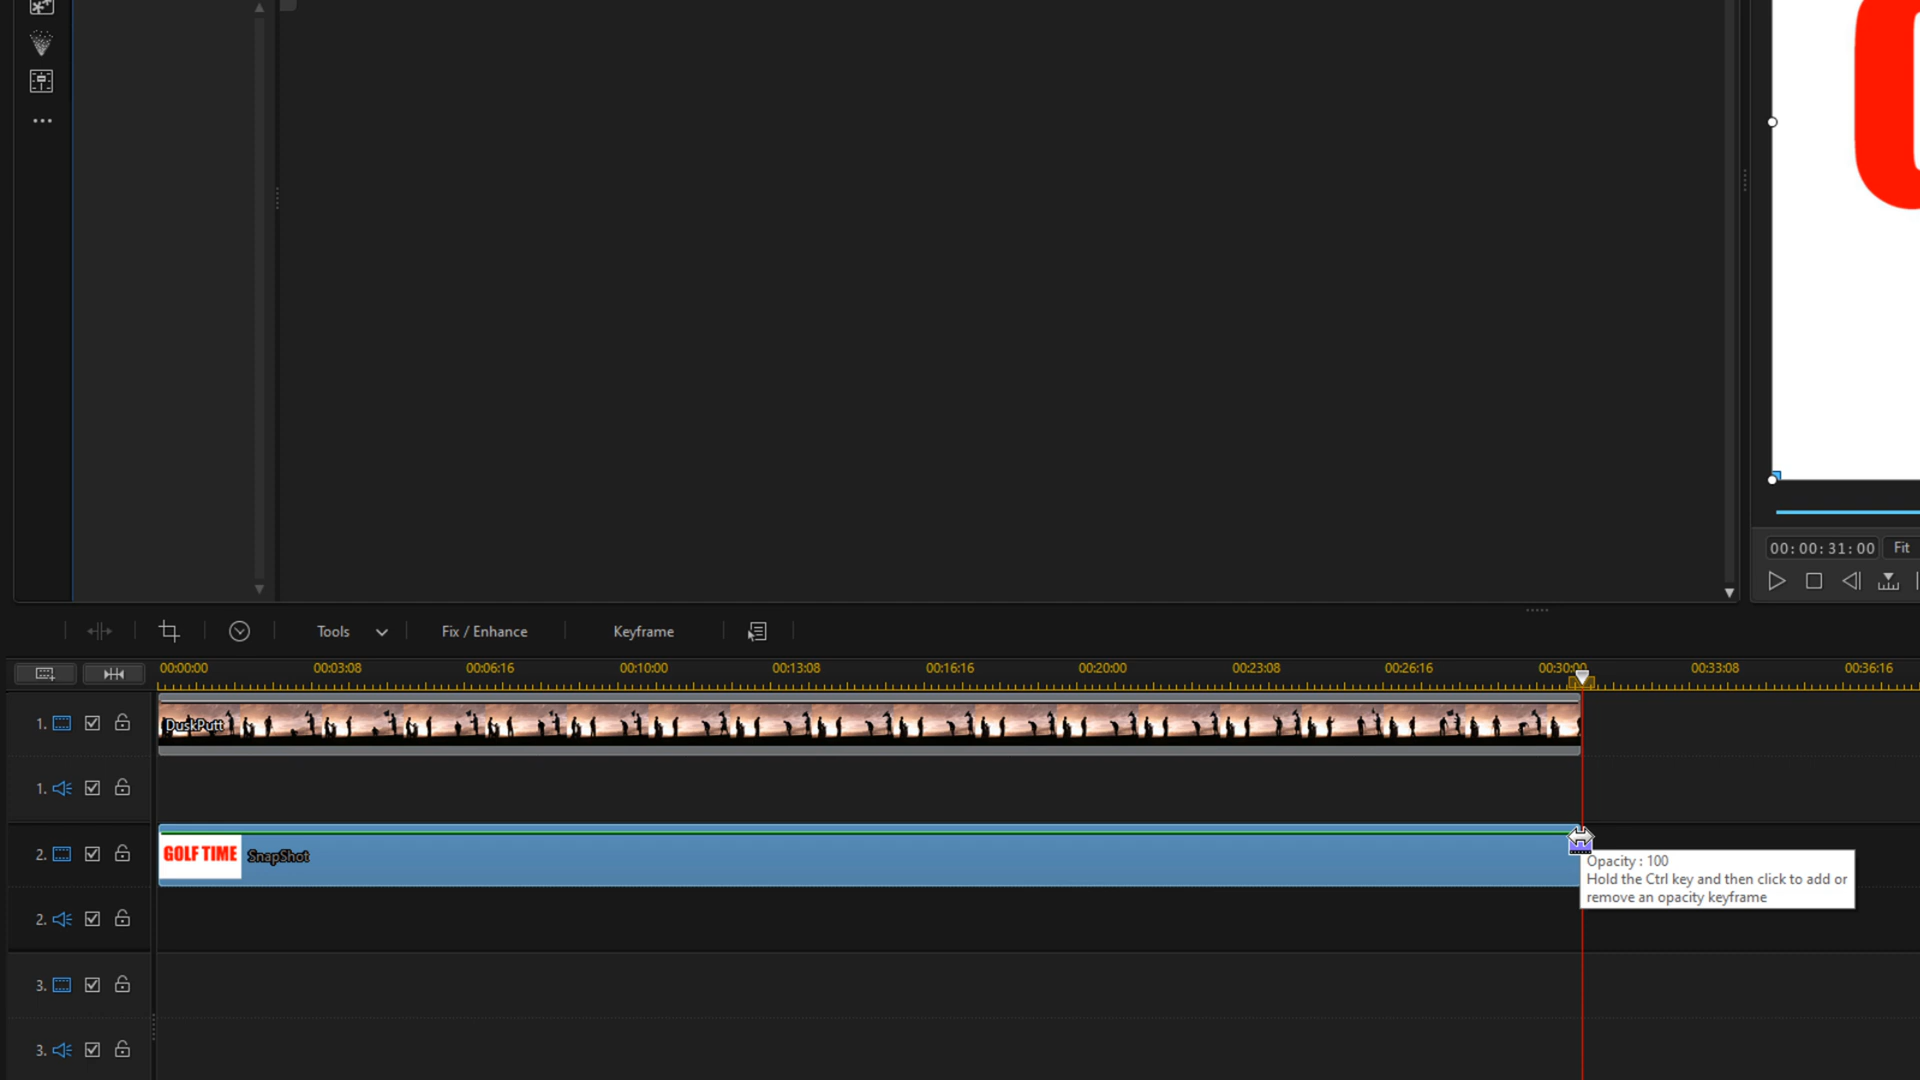 00:00:31:00 Fit
Tools Fix / Enhance Keyframe
00:00:00 00:03:08 00:06:16 00:10:00 00:13:08 00:16:16 00:20:00 00:23:08 00:26:16 00:30:00 00:33:08 00:36:16
1. DuskPutt
1.
2. GOLF TIME SnapShot
Opacity : 100
Hold the Ctrl key and then click to add or
remove an opacity keyframe
2.
3.
3.